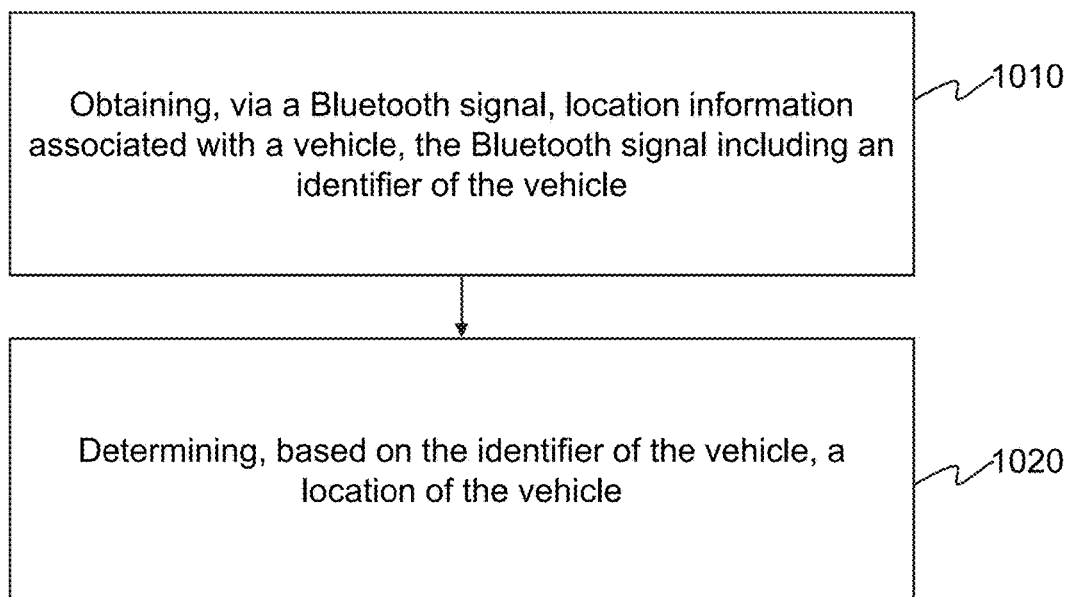 Obtaining, via a Bluetooth signal, location information
associated with a vehicle, the Bluetooth signal including an
identifier of the vehicle
1010
Determining, based on the identifier of the vehicle, a
location of the vehicle
1020